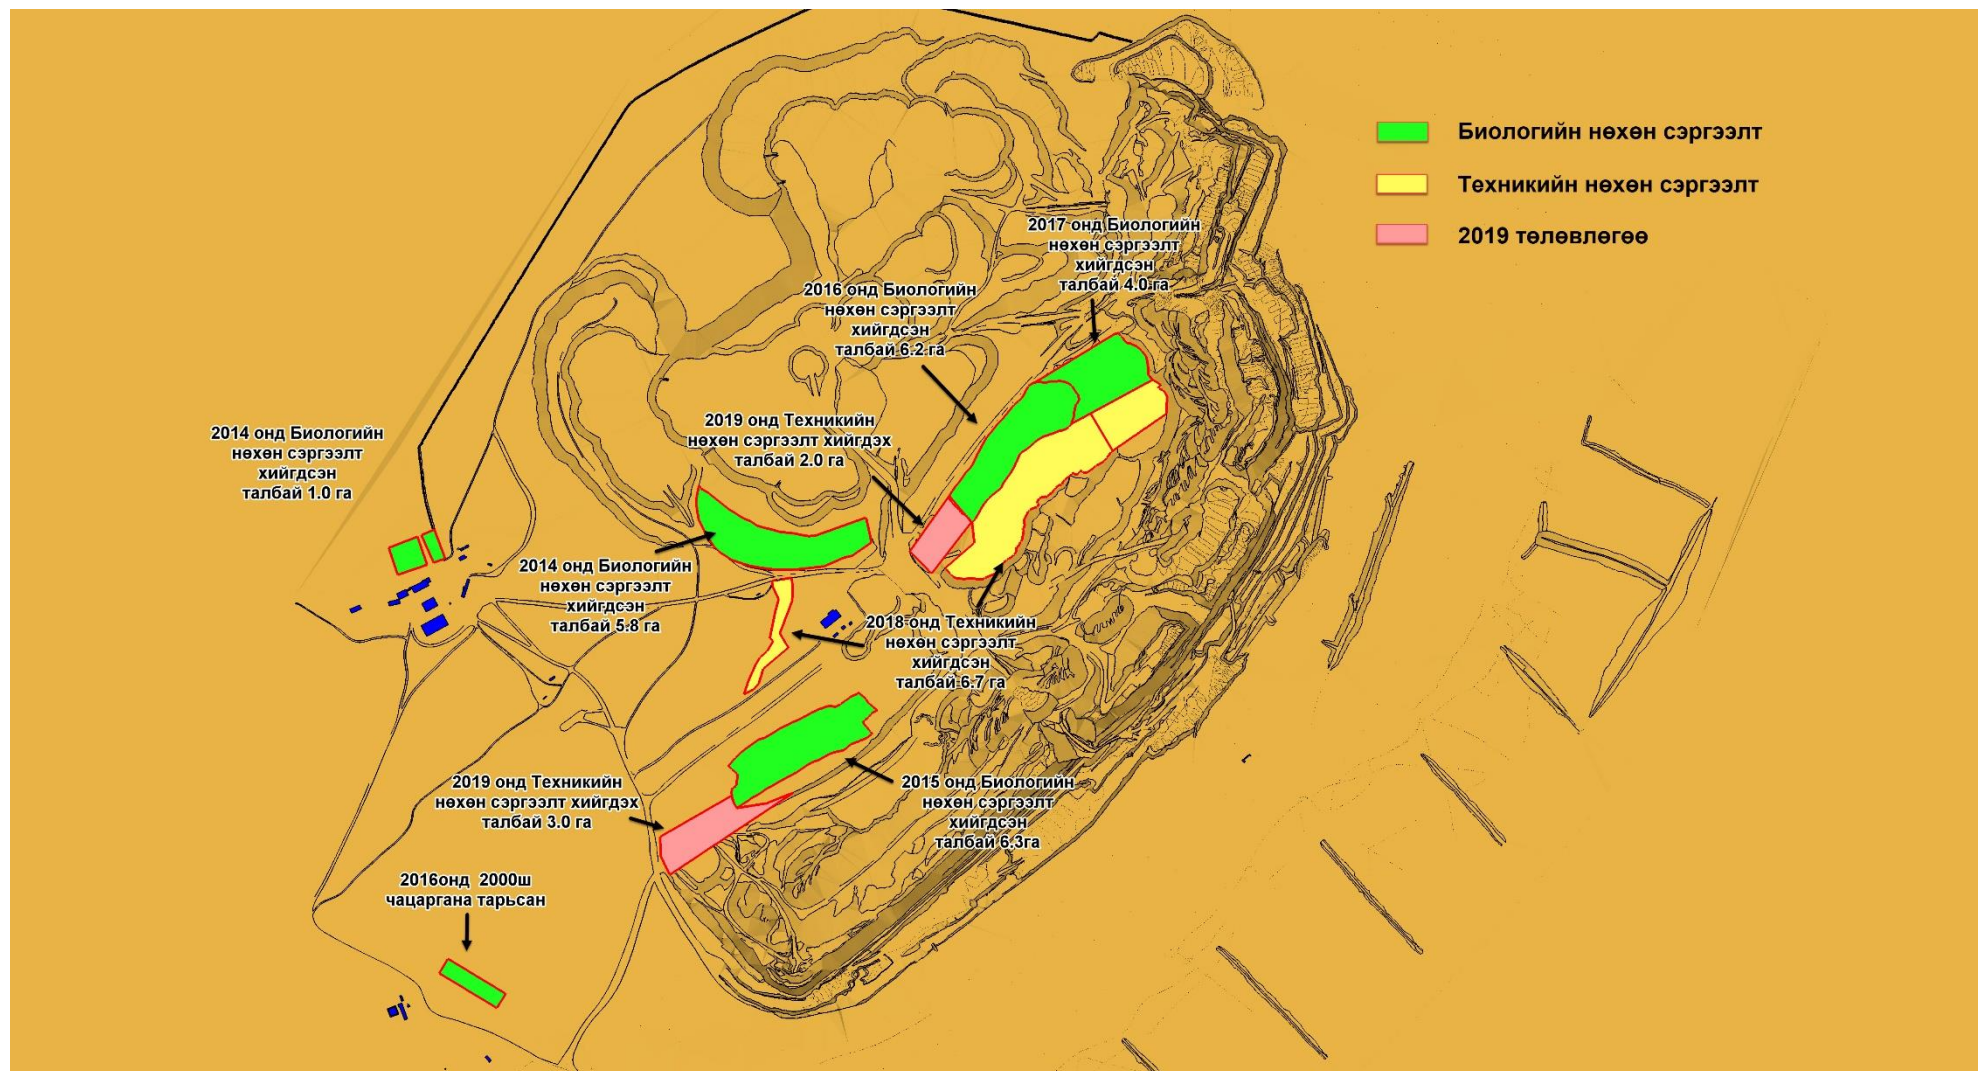 Биологийн нөхөн сэргээлт
Техникийн нөхөн сэргээлт
2019 төлөвлөгөө
2017 онд Биологийн
нөхөн сэргээлт
хийгдсэн
талбай 4.0 га
2016 онд Биологийн
нөхөн сэргээлт
хийгдсэн
талбай 6.2 га
2019 онд Техникийн
нөхөн сэргээлт хийгдэх
талбай 2.0 га
2014 онд Биологийн
нөхөн сэргээлт
хийгдсэн
талбай 1.0 га
2014 онд Биологийн
нөхөн сэргээлт
хийгдсэн
талбай 5.8 га
2018 онд Техникийн
нөхөн сэргээлт
хийгдсэн
талбай 6.7 га
2019 онд Техникийн
нөхөн сэргээлт хийгдэх
талбай 3.0 га
2015 онд Биологийн
нөхөн сэргээлт
хийгдсэн
талбай 6.3га
2016онд 2000ш
чацаргана тарьсан